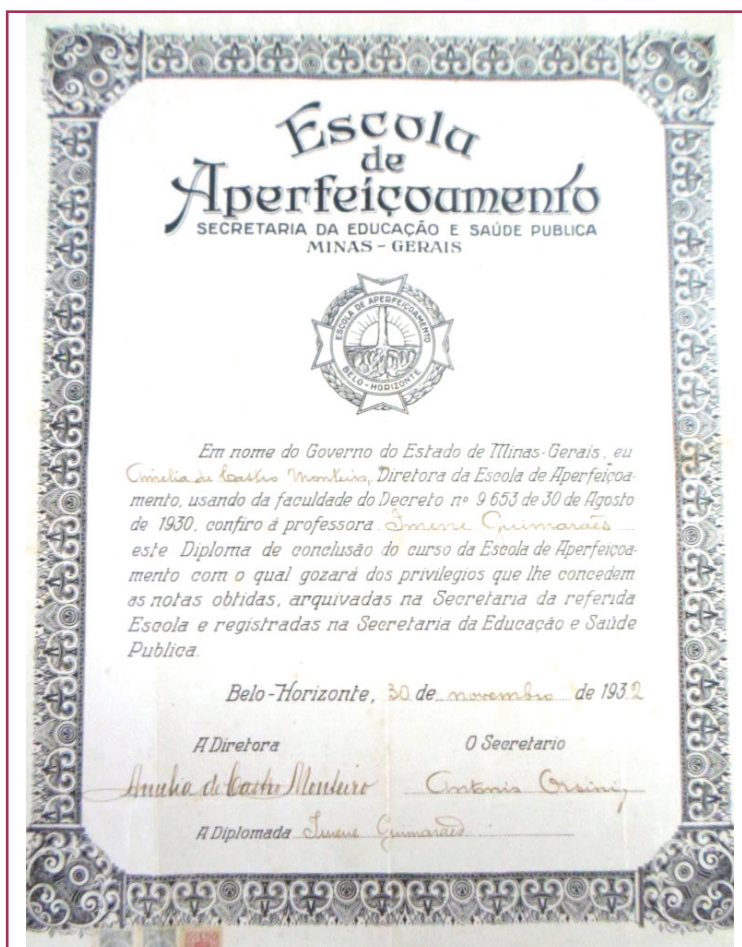 Escola
de
Aperfeiçoamento
SECRETARIA DA EDUCAÇÃO E SAÚDE PUBLICA
MINAS - GERAIS
ESCOLA DE APERFEIÇOAMENTO
BELO - HORIZONTE
Em nome do Governo do Estado de Minas-Gerais, eu
Amelia de Castro Monteiro, Diretora da Escola de Aperfeiçoa-
mento, usando da faculdade do Decreto nº 9653 de 30 de Agosto
de 1930, confiro á professora Imene Guimarães
este Diploma de conclusão do curso da Escola de Aperfeiçoa-
mento com o qual gozará dos privilegios que lhe concedem
as notas obtidas, arquivadas na Secretaria da referida
Escola e registradas na Secretaria da Educação e Saúde
Publica.
Belo-Horizonte, 30 de novembro de 1932
A Diretora
O Secretario
Amelia de Castro Monteiro
Antonio Orsini
A Diplomada Imene Guimarães